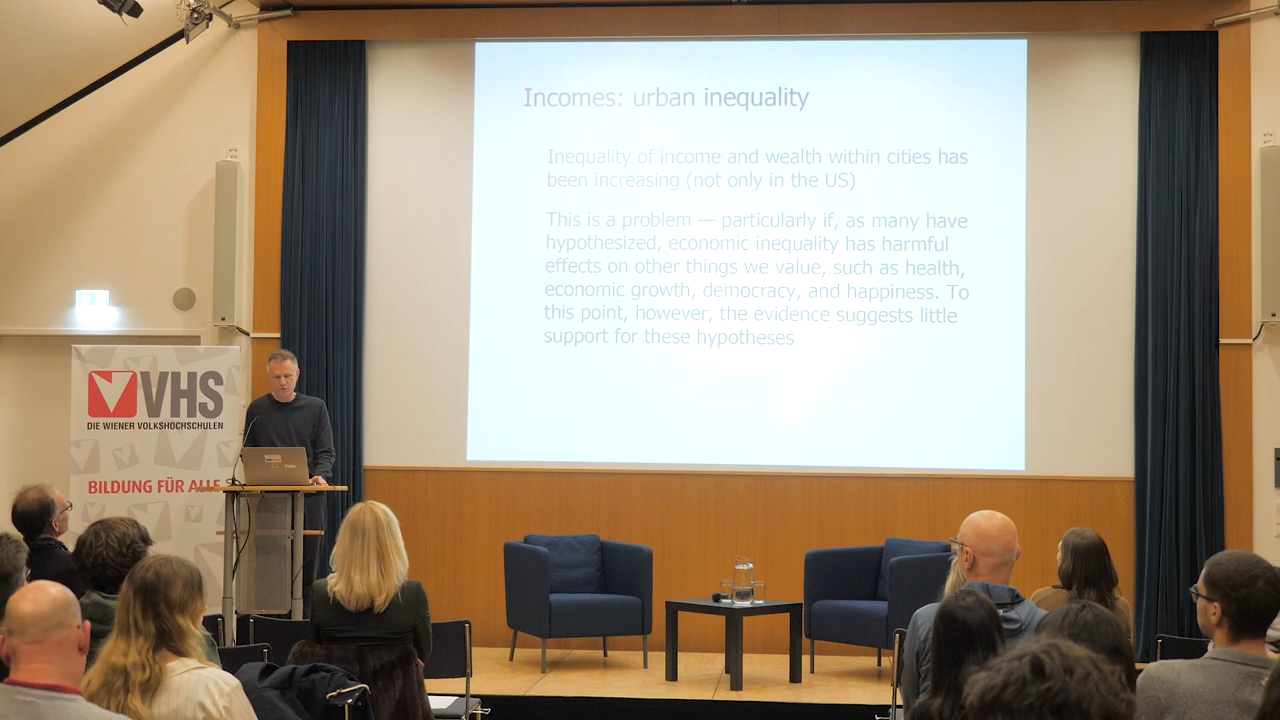 Incomes: urban inequality
Inequality of income and wealth within cities has
been increasing (not only in the US)
This is a problem — particularly if, as many have
hypothesized, economic inequality has harmful
effects on other things we value, such as health,
economic growth, democracy, and happiness. To
this point, however, the evidence suggests little
support for these hypotheses
VHS
DIE WIENER VOLKSHOCHSCHULEN
BILDUNG FÜR ALLE